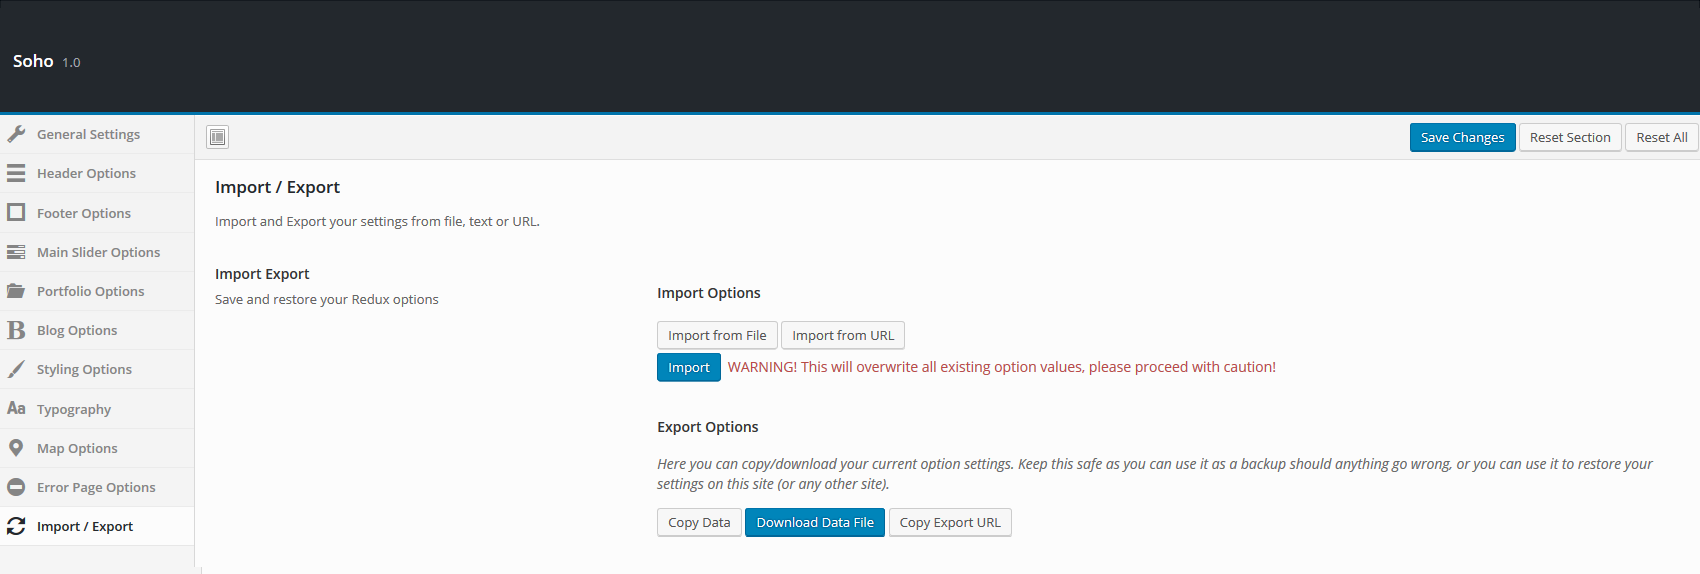 Soho 1.0
General Settings
Header Options
Footer Options
Main Slider Options
Portfolio Options
B Blog Options
Styling Options
Aa Typography
Map Options
Error Page Options
Import / Export
Save Changes Reset Section Reset All
Import / Export
Import and Export your settings from file, text or URL.
Import Export
Save and restore your Redux options
Import Options
Import from File Import from URL
Import WARNING! This will overwrite all existing option values, please proceed with caution!
Export Options
Here you can copy/download your current option settings. Keep this safe as you can use it as a backup should anything go wrong, or you can use it to restore your
settings on this site (or any other site).
Copy Data Download Data File Copy Export URL